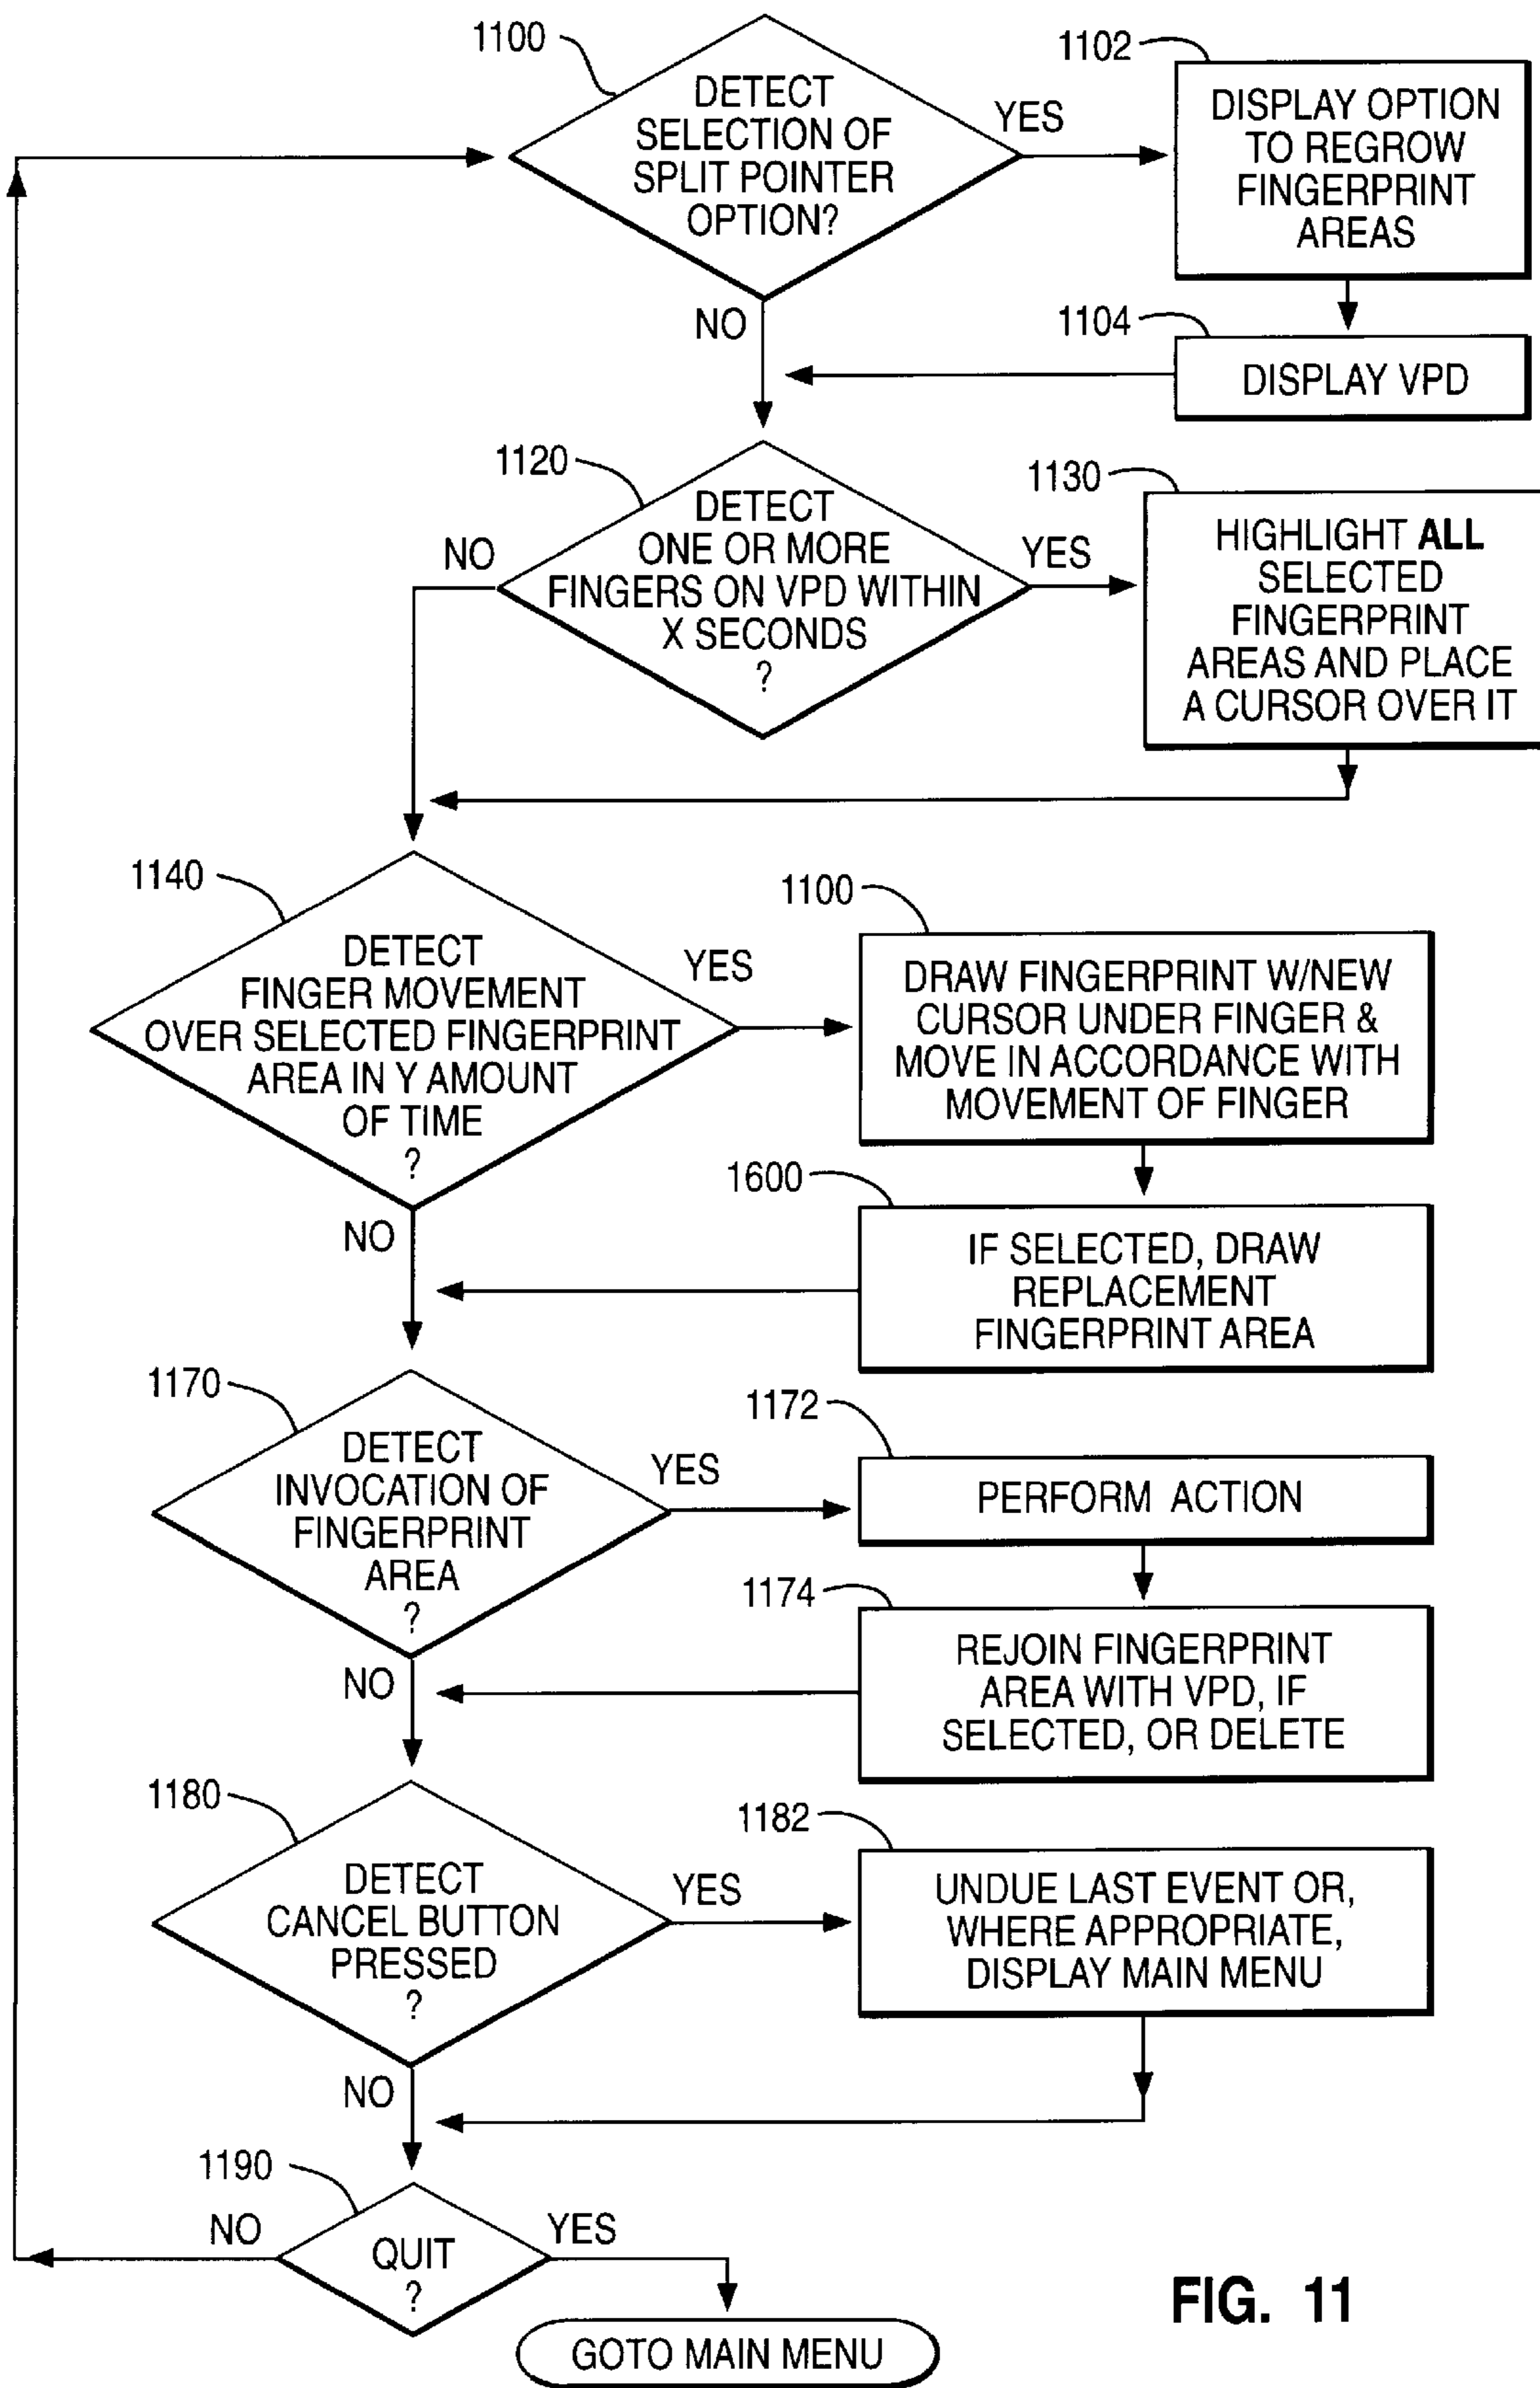 1100
DETECT
SELECTION OF
SPLIT POINTER
OPTION?
YES
NO
1102
DISPLAY OPTION
TO REGROW
FINGERPRINT
AREAS
1104
DISPLAY VPD
1120
DETECT
ONE OR MORE
FINGERS ON VPD WITHIN
X SECONDS
?
NO
YES
1130
HIGHLIGHT ALL
SELECTED
FINGERPRINT
AREAS AND PLACE
A CURSOR OVER IT
1140
DETECT
FINGER MOVEMENT
OVER SELECTED FINGERPRINT
AREA IN Y AMOUNT
OF TIME
?
YES
NO
1100
DRAW FINGERPRINT W/NEW
CURSOR UNDER FINGER &
MOVE IN ACCORDANCE WITH
MOVEMENT OF FINGER
1600
IF SELECTED, DRAW
REPLACEMENT
FINGERPRINT AREA
1170
DETECT
INVOCATION OF
FINGERPRINT
AREA
?
YES
NO
1172
PERFORM ACTION
1174
REJOIN FINGERPRINT
AREA WITH VPD, IF
SELECTED, OR DELETE
1180
DETECT
CANCEL BUTTON
PRESSED
?
YES
NO
1182
UNDUE LAST EVENT OR,
WHERE APPROPRIATE,
DISPLAY MAIN MENU
1190
QUIT
?
NO
YES
GOTO MAIN MENU
FIG. 11